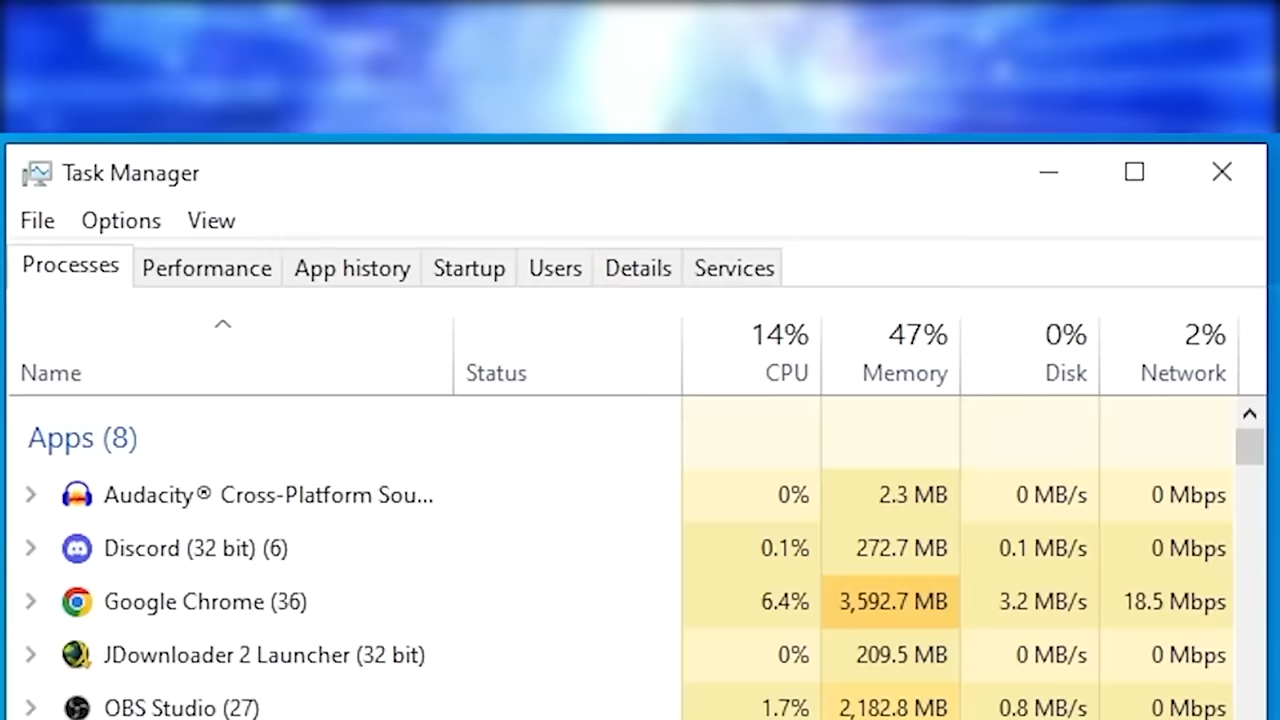 Task Manager
File Options View
Processes Performance App history Startup Users Details Services
14% 47% 0% 2%
Name Status CPU Memory Disk Network
Apps (8)
Audacity® Cross-Platform Sou... 0% 2.3 MB 0 MB/s 0 Mbps
Discord (32 bit) (6) 0.1% 272.7 MB 0.1 MB/s 0 Mbps
Google Chrome (36) 6.4% 3,592.7 MB 3.2 MB/s 18.5 Mbps
JDownloader 2 Launcher (32 bit) 0% 209.5 MB 0 MB/s 0 Mbps
OBS Studio (27) 1.7% 2,182.8 MB 0.8 MB/s 0 Mbps